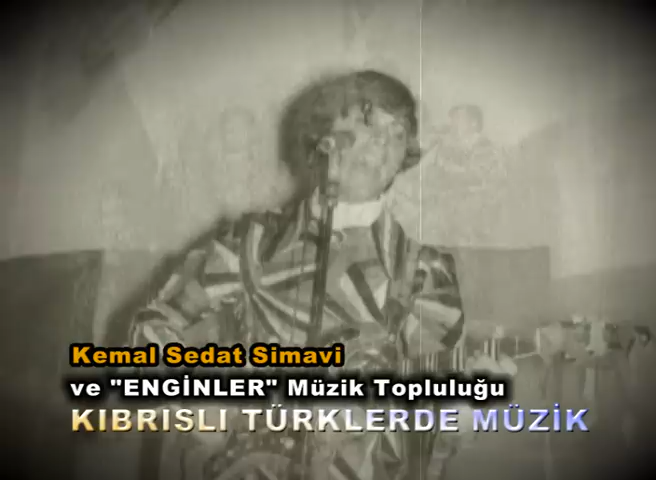 Kemal Sedat Simavi
ve "ENGİNLER" Müzik Topluluğu
KIBRISLI TÜRKLERDE MÜZİK